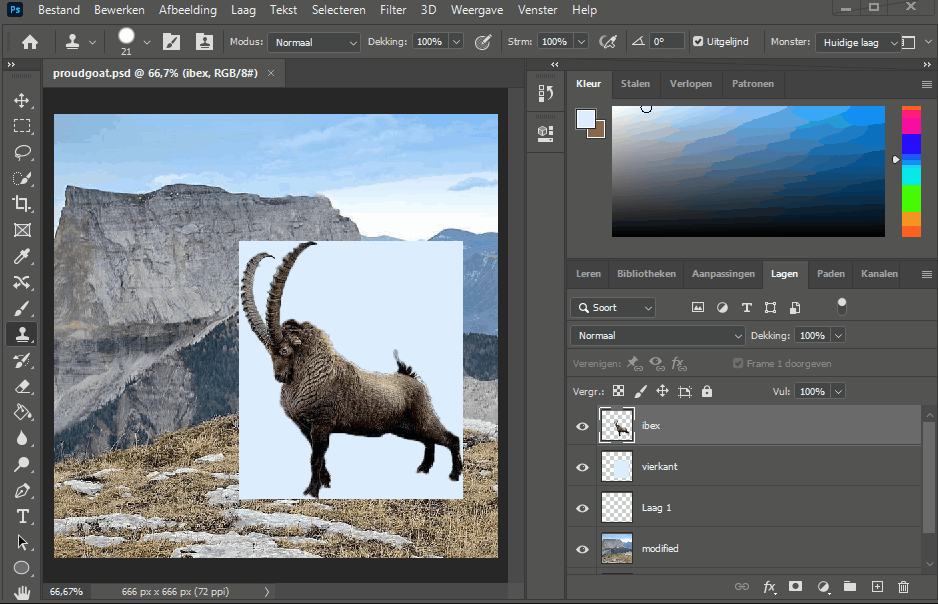 Ps Bestand Bewerken Afbeelding Laag Tekst Selecteren Filter 3D Weergave Venster Help
21 Modus: Normaal Dekking: 100% Strm: 100% 0° Uitgelijnd Monster: Huidige laag
proudgoat.psd @ 66,7% (ibex, RGB/8#) ×
Kleur Stalen Verlopen Patronen
Leren Bibliotheken Aanpassingen Lagen Paden Kanalen
Soort
Normaal Dekking: 100%
Verenigen: Frame 1 doorgeven
Vergr.: Vul: 100%
ibex
vierkant
Laag 1
modified
66,67% 666 px x 666 px (72 ppi)